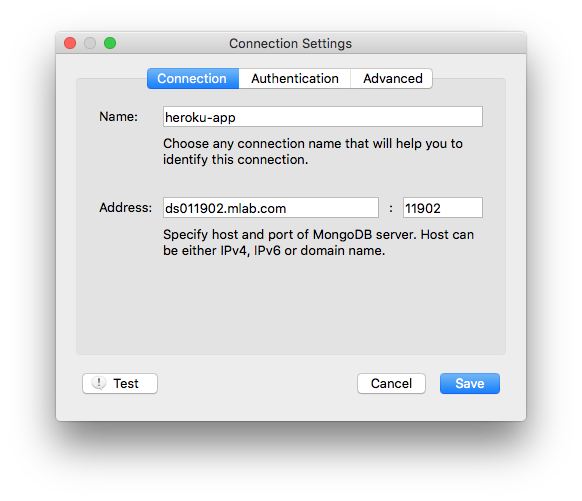 Connection Settings
Connection Authentication Advanced
Name: heroku-app
Choose any connection name that will help you to
identify this connection.
Address: ds011902.mlab.com : 11902
Specify host and port of MongoDB server. Host can
be either IPv4, IPv6 or domain name.
! Test Cancel Save